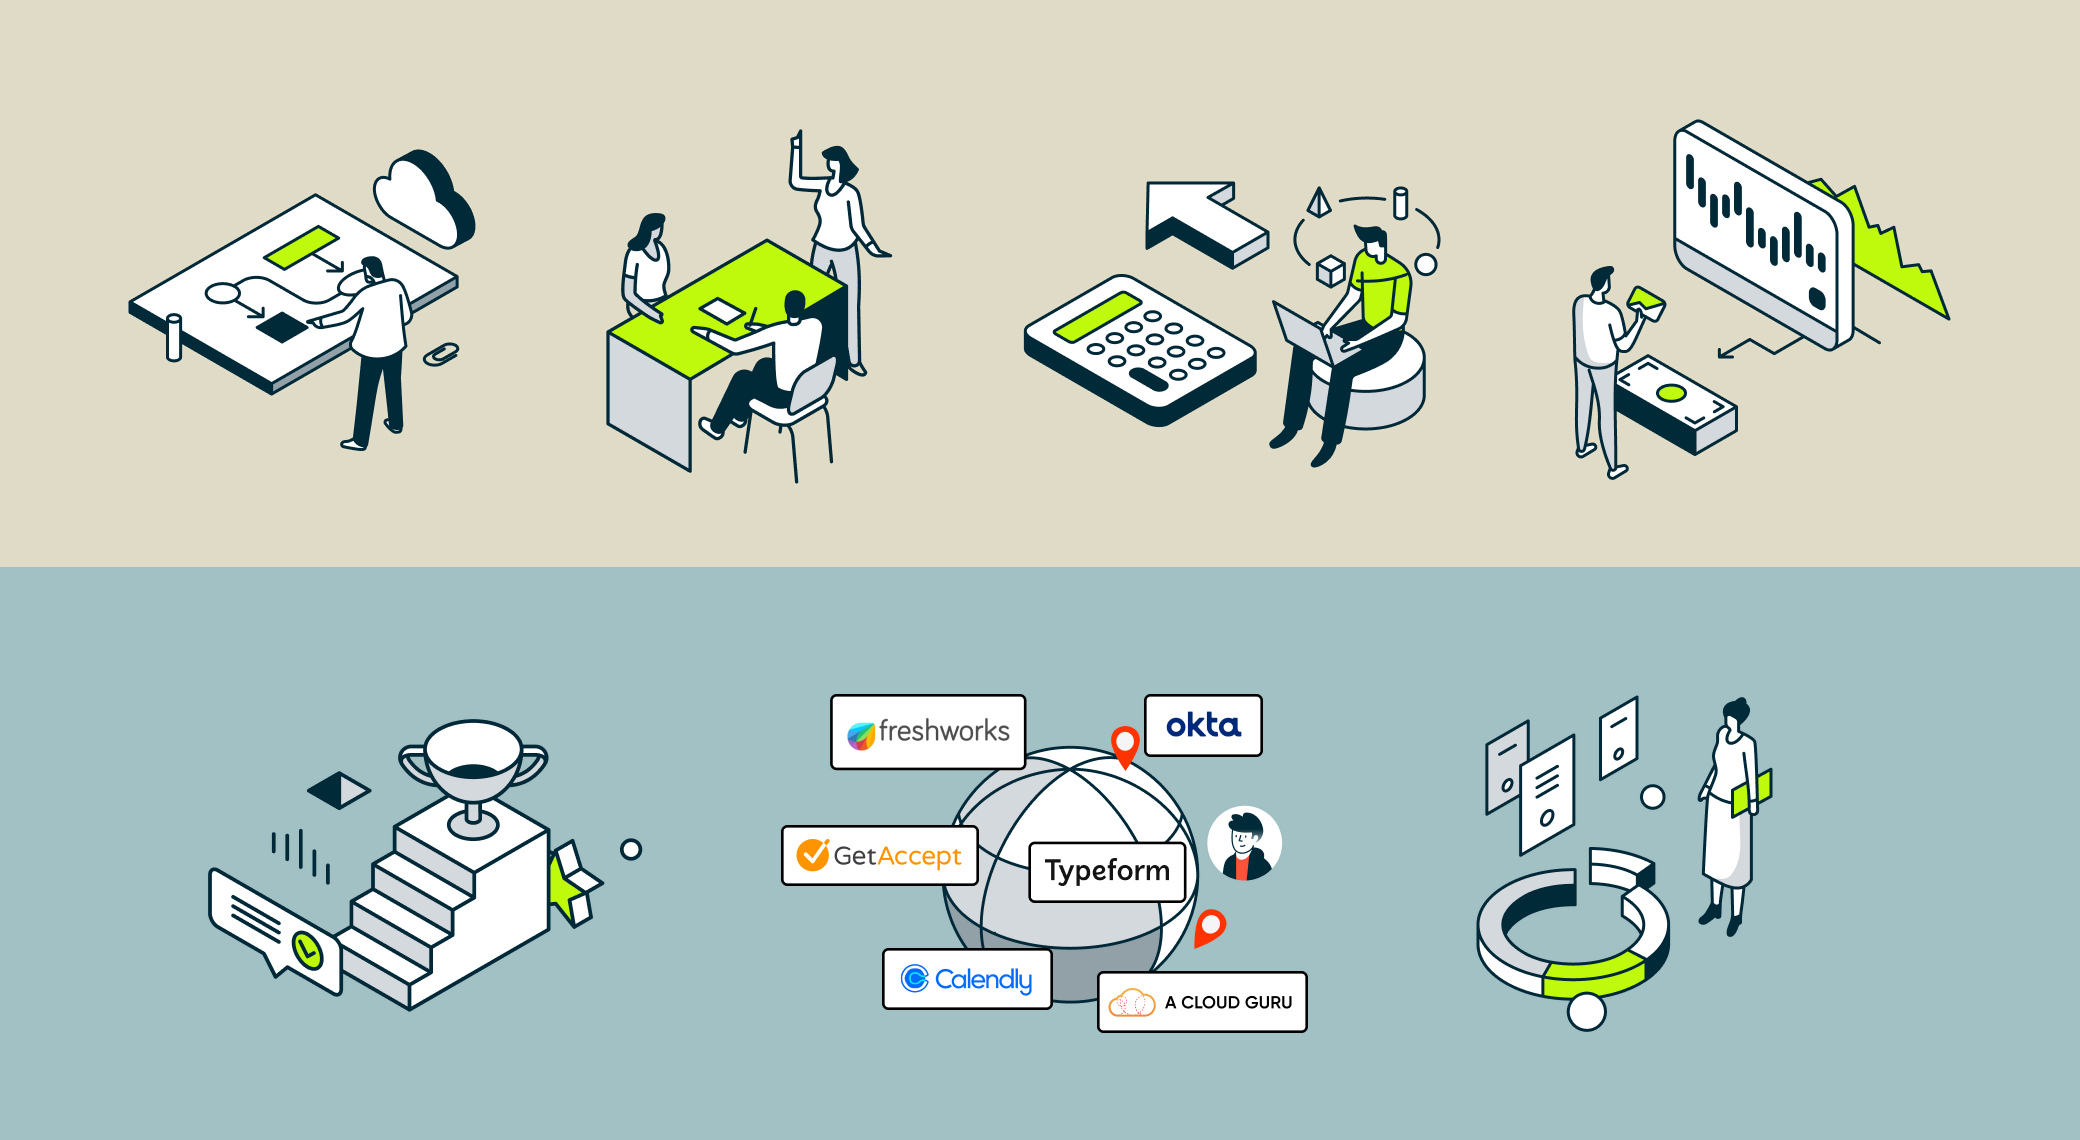 freshworks
okta
GetAccept
Typeform
Calendly
A CLOUD GURU